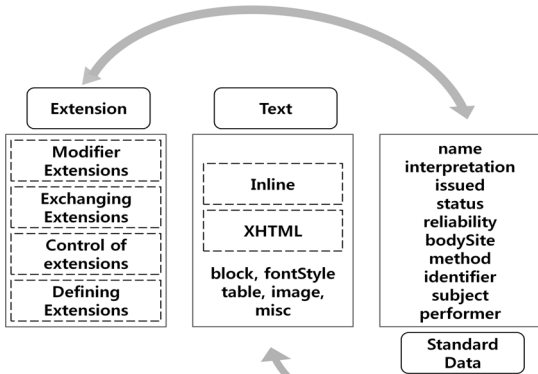 Extension
Modifier
Extensions
Exchanging
Extensions
Control of
extensions
Defining
Extensions
Text
Inline
XHTML
block, fontStyle
table, image,
misc
name
interpretation
issued
status
reliability
bodySite
method
identifier
subject
performer
Standard
Data